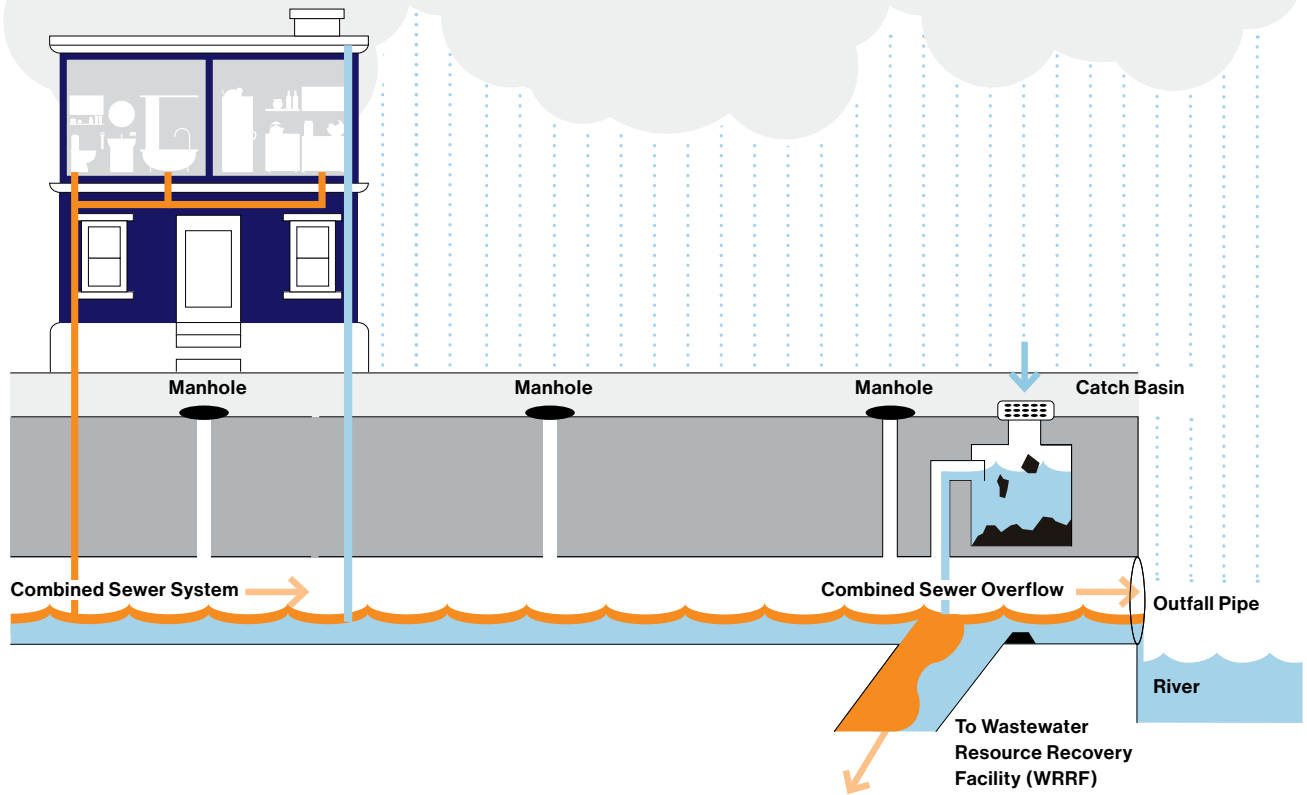 Manhole
Manhole
Manhole
Catch Basin
Combined Sewer System
Combined Sewer Overflow
Outfall Pipe
River
To Wastewater
Resource Recovery
Facility (WRRF)